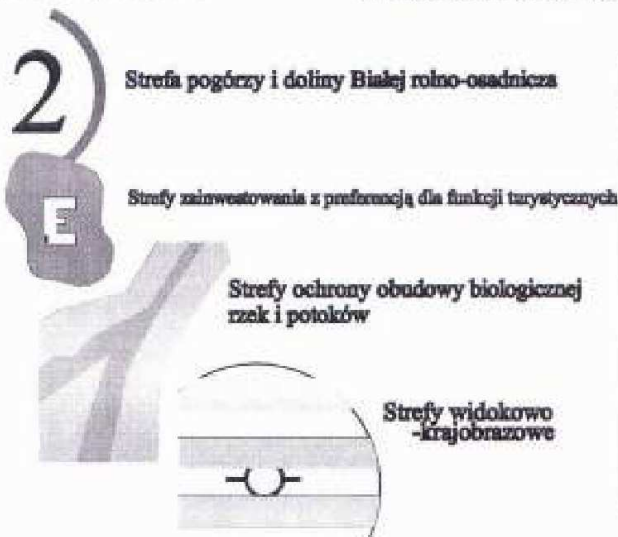 2
Strefa pogórzy i doliny Białej rolno-osadnicza
E
Strefy zainwestowania z preferencją dla funkcji turystycznych
Strefy ochrony obudowy biologicznej
rzek i potoków
Strefy widokowo
-krajobrazowe